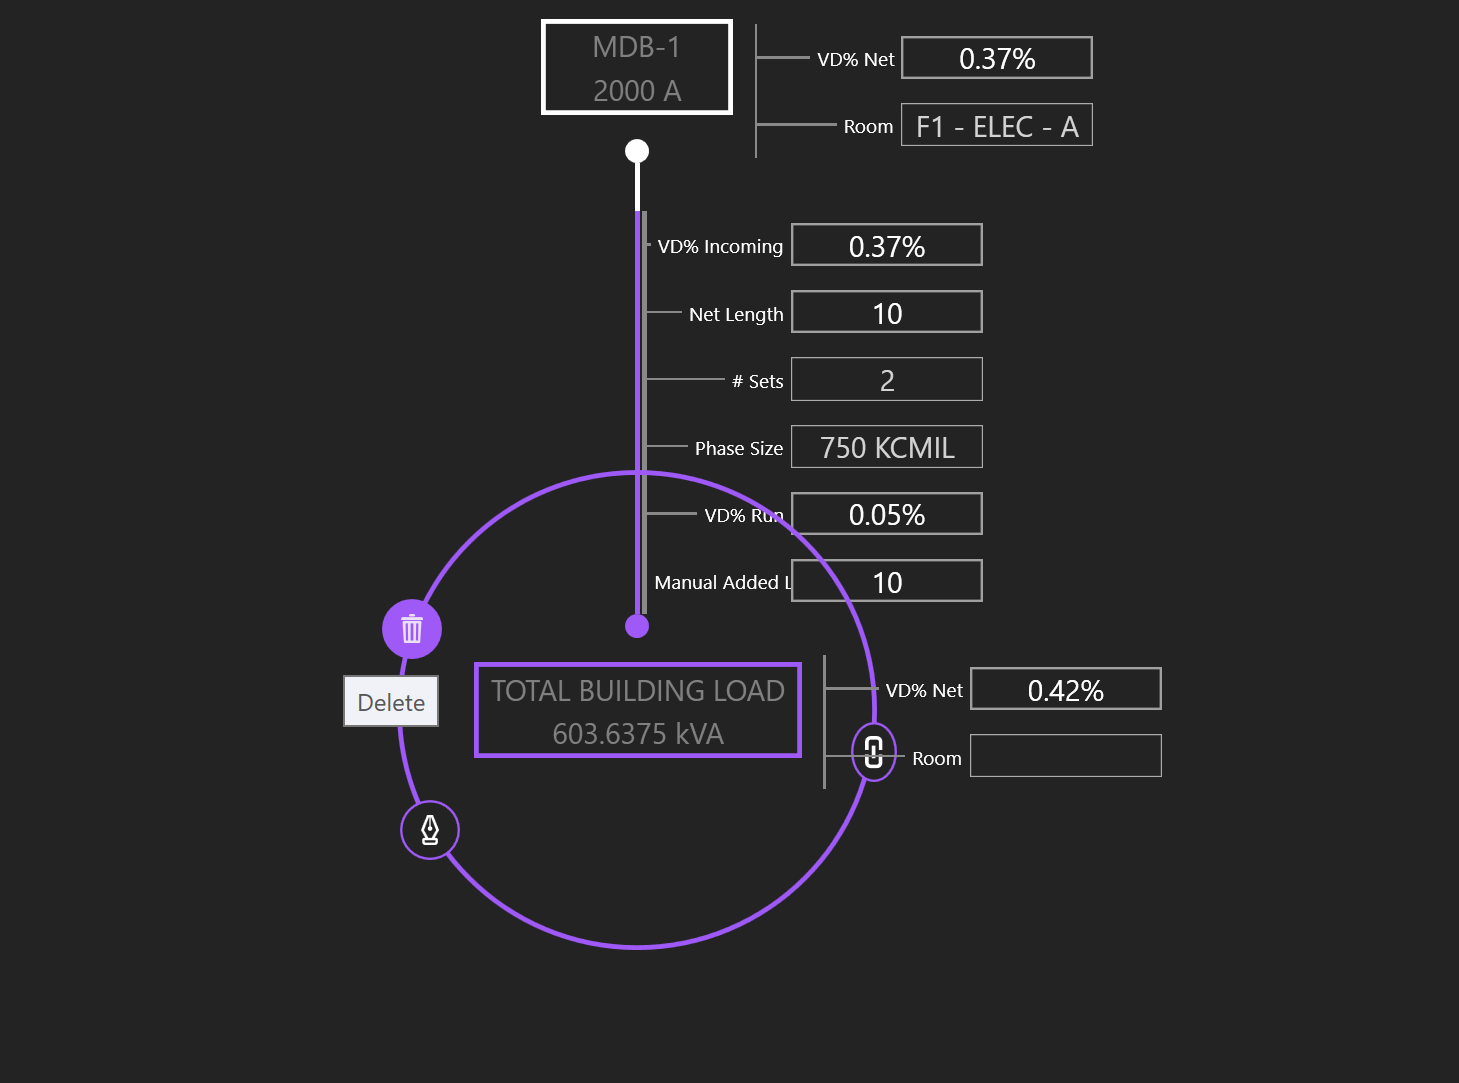 MDB-1
2000 A
VD% Net 0.37%
Room F1 - ELEC - A
VD% Incoming 0.37%
Net Length 10
# Sets 2
Phase Size 750 KCMIL
VD% Run 0.05%
Manual Added L 10
Delete
TOTAL BUILDING LOAD
603.6375 kVA
VD% Net 0.42%
Room